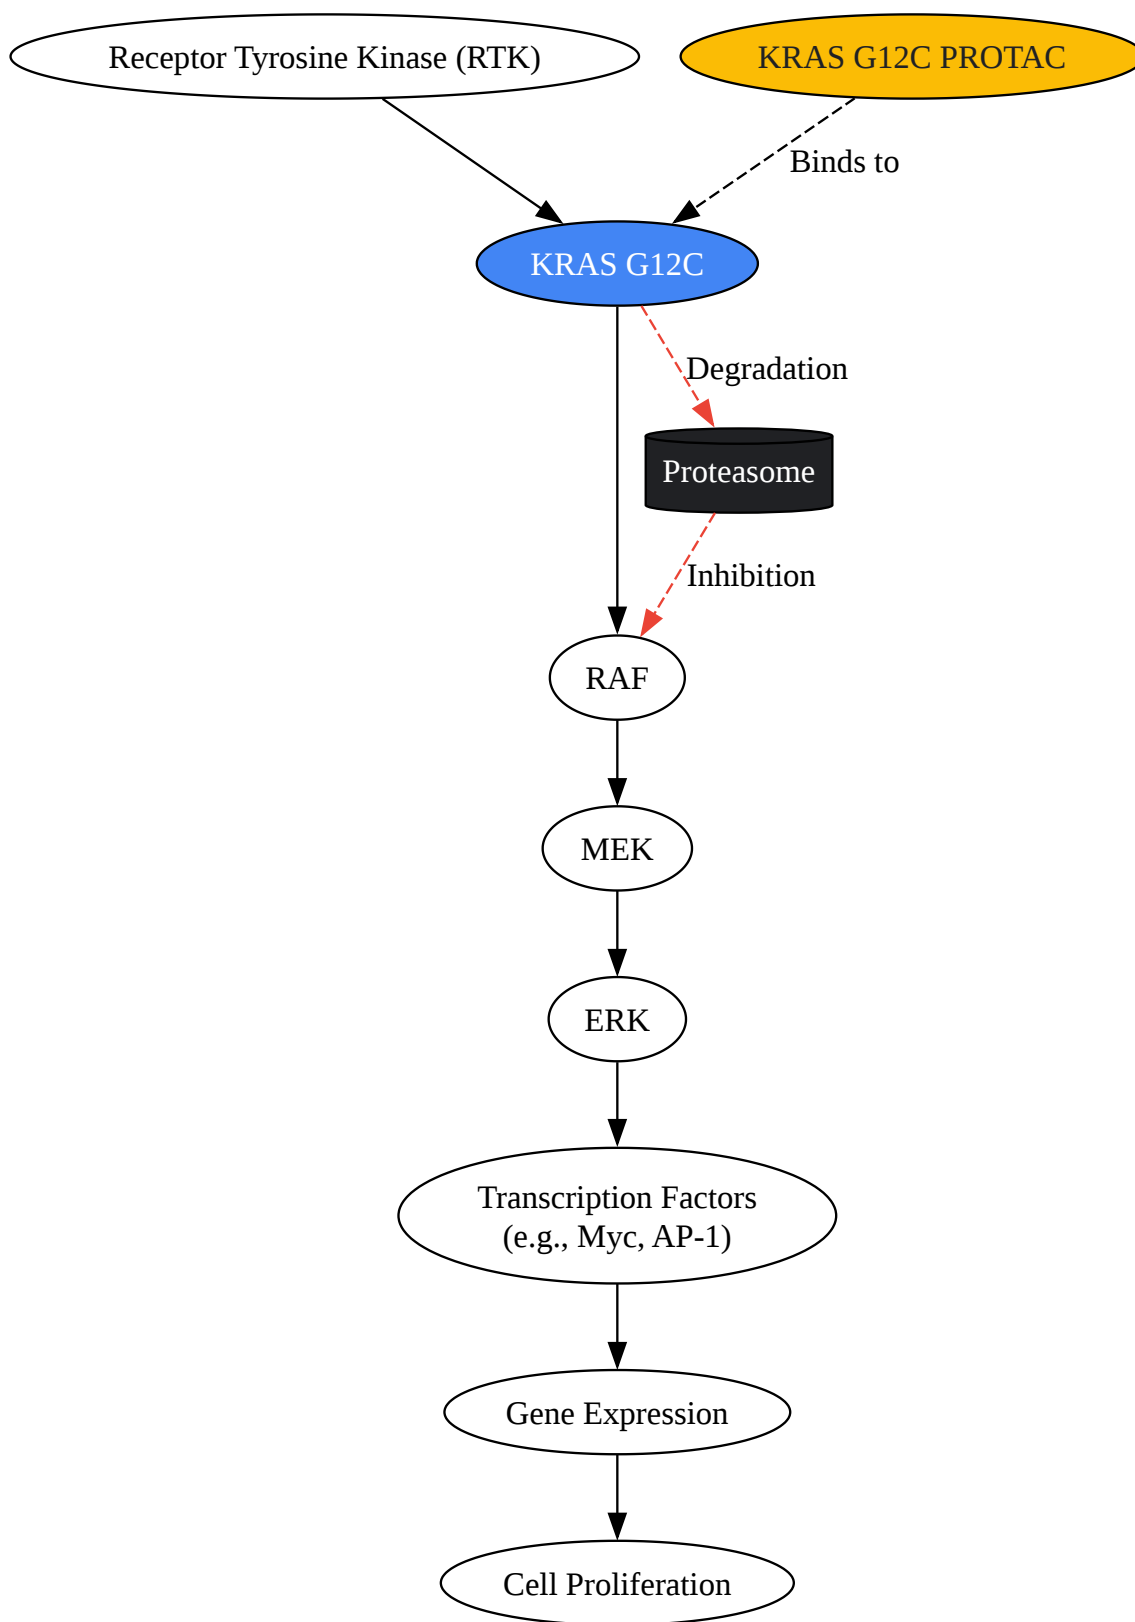 Receptor Tyrosine Kinase (RTK)
KRAS G12C PROTAC
Binds to
KRAS G12C
Degradation
Proteasome
Inhibition
RAF
MEK
ERK
Transcription Factors
(e.g., Myc, AP-1)
Gene Expression
Cell Proliferation